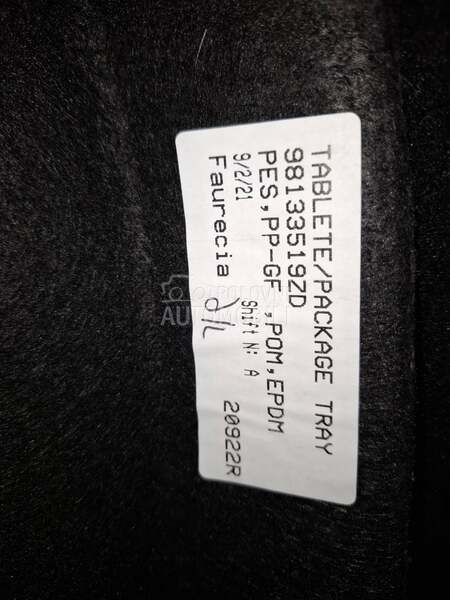 TABLETE/PACKAGE TRAY
98133519ZD
PES,PP-GF ,POM,EPDM
9/2/21 Shift N: A
Faurecia 20922R